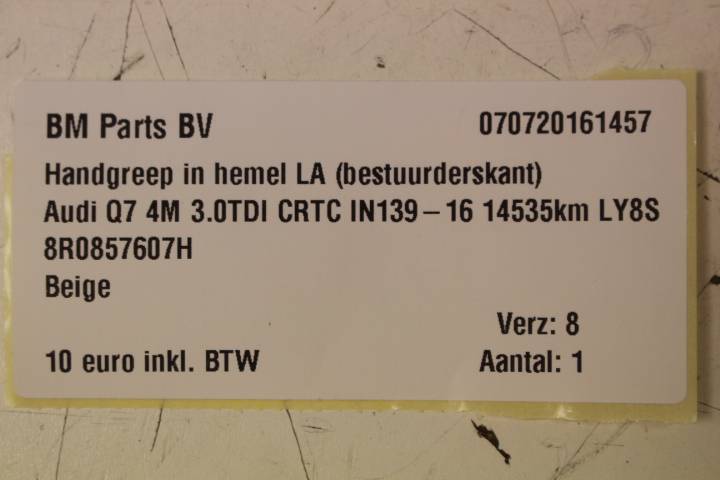 BM Parts BV 070720161457
Handgreep in hemel LA (bestuurderskant)
Audi Q7 4M 3.0TDI CRTC IN139 – 16 14535km LY8S
8R0857607H
Beige
Verz: 8
10 euro inkl. BTW Aantal: 1